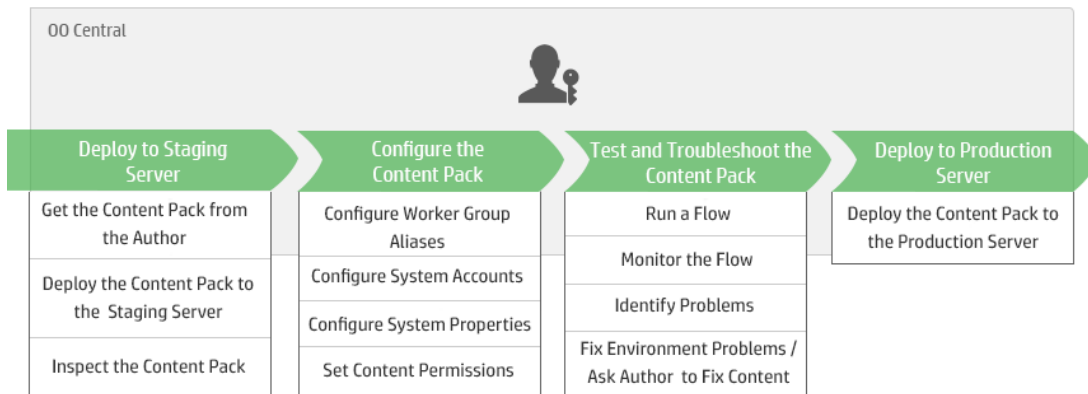 OO Central
Deploy to Staging
Server
Configure the
Content Pack
Test and Troubleshoot the
Content Pack
Deploy to Production
Server
Get the Content Pack from
the Author
Deploy the Content Pack to
the Staging Server
Inspect the Content Pack
Configure Worker Group
Aliases
Configure System Accounts
Configure System Properties
Set Content Permissions
Run a Flow
Monitor the Flow
Identify Problems
Fix Environment Problems /
Ask Author to Fix Content
Deploy the Content Pack to
the Production Server